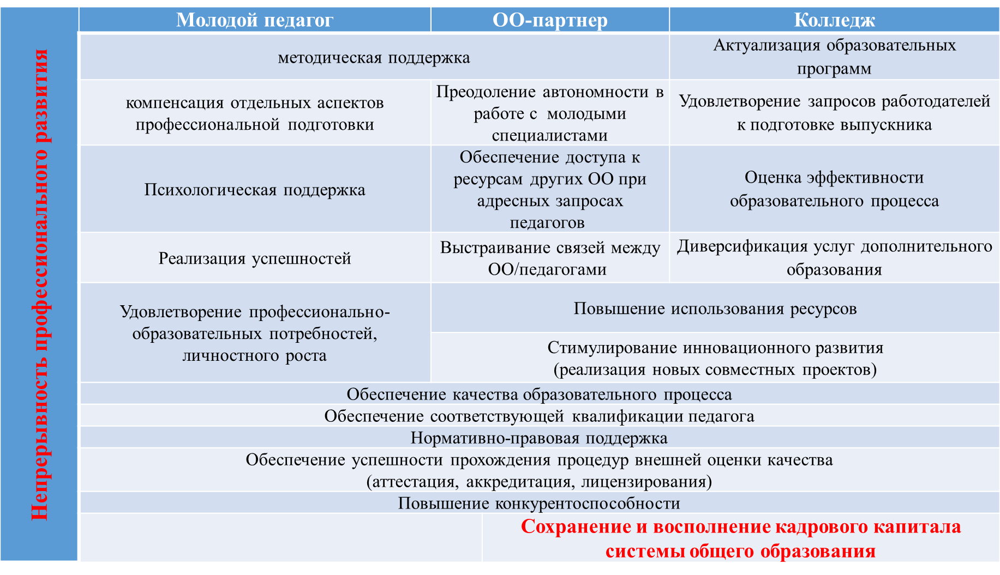 Непрерывность профессионального развития
Молодой педагог
ОО-партнер
Колледж
методическая поддержка
Актуализация образовательных
программ
компенсация отдельных аспектов
профессиональной подготовки
Преодоление автономности в
работе с молодыми
специалистами
Удовлетворение запросов работодателей
к подготовке выпускника
Психологическая поддержка
Обеспечение доступа к
ресурсам других ОО при
адресных запросах
педагогов
Оценка эффективности
образовательного процесса
Реализация успешностей
Выстраивание связей между
ОО/педагогами
Диверсификация услуг дополнительного
образования
Удовлетворение профессионально-
образовательных потребностей,
личностного роста
Повышение использования ресурсов
Стимулирование инновационного развития
(реализация новых совместных проектов)
Обеспечение качества образовательного процесса
Обеспечение соответствующей квалификации педагога
Нормативно-правовая поддержка
Обеспечение успешности прохождения процедур внешней оценки качества
(аттестация, аккредитация, лицензирования)
Повышение конкурентоспособности
Сохранение и восполнение кадрового капитала
системы общего образования